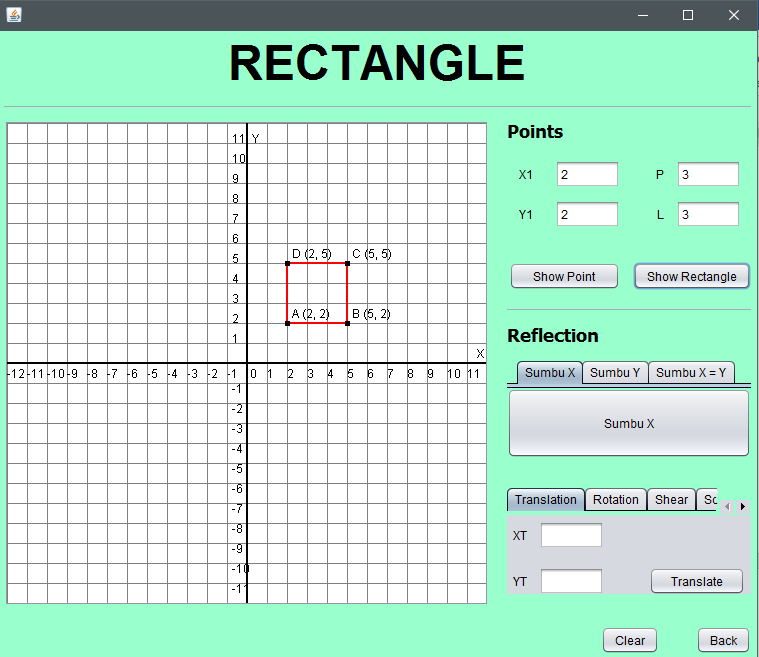 RECTANGLE
11 Y
10
9
8
7
6
5
4
3
2
1
D (2, 5) C (5, 5)
A (2, 2) B (5, 2)
X
-12 -11 -10 -9 -8 -7 -6 -5 -4 -3 -2 -1 0 1 2 3 4 5 6 7 8 9 10 11
-1
-2
-3
-4
-5
-6
-7
-8
-9
-10
-11
Points
X1 2 P 3
Y1 2 L 3
Show Point Show Rectangle
Reflection
Sumbu X Sumbu Y Sumbu X = Y
Sumbu X
Translation Rotation Shear
XT
YT Translate
Clear Back